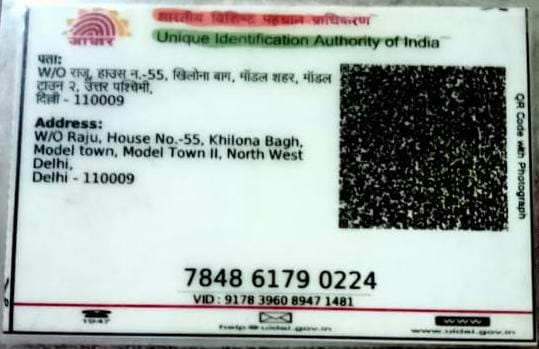 भारतीय विशिष्ट पहचान प्राधिकरण
आधार
Unique Identification Authority of India
पता:
W/O राजू, हाउस न.-55, खिलोना बाग, मॉडल शहर, मॉडल
टाउन २, उत्तर पश्चिमी,
दिल्ली - 110009
Address:
W/O Raju, House No.-55, Khilona Bagh,
Model town, Model Town II, North West
Delhi,
Delhi - 110009
QR Code with Photograph
7848 6179 0224
VID : 9178 3960 8947 1481
1947
help@uidai.gov.in
www
www.uidai.gov.in